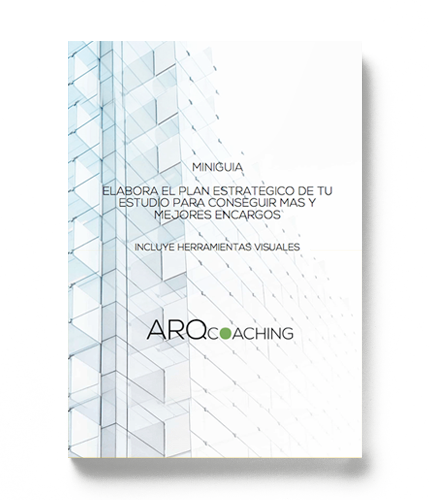 MINIGUIA
ELABORA EL PLAN ESTRATEGICO DE TU
ESTUDIO PARA CONSEGUIR MAS Y
MEJORES ENCARGOS
INCLUYE HERRAMIENTAS VISUALES
ARQCOACHING